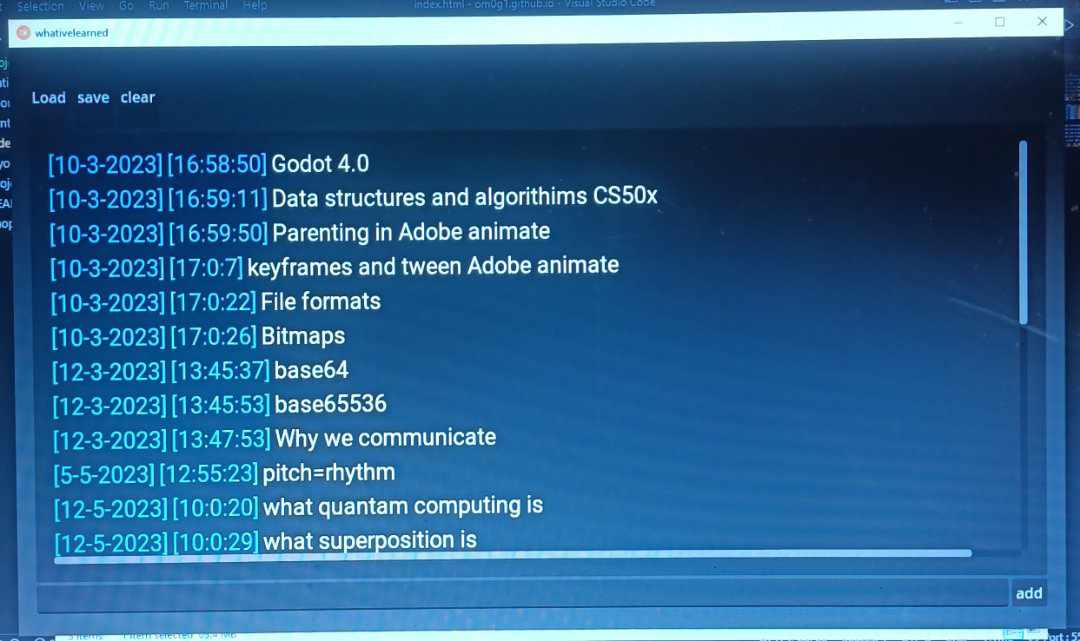 Selection View Go Run Terminal Help index.html - om0g1.github.io - Visual Studio Code
whativelearned
Load save clear
[10-3-2023] [16:58:50] Godot 4.0
[10-3-2023] [16:59:11] Data structures and algorithims CS50x
[10-3-2023] [16:59:50] Parenting in Adobe animate
[10-3-2023] [17:0:7] keyframes and tween Adobe animate
[10-3-2023] [17:0:22] File formats
[10-3-2023] [17:0:26] Bitmaps
[12-3-2023] [13:45:37] base64
[12-3-2023] [13:45:53] base65536
[12-3-2023] [13:47:53] Why we communicate
[5-5-2023] [12:55:23] pitch=rhythm
[12-5-2023] [10:0:20] what quantam computing is
[12-5-2023] [10:0:29] what superposition is
add